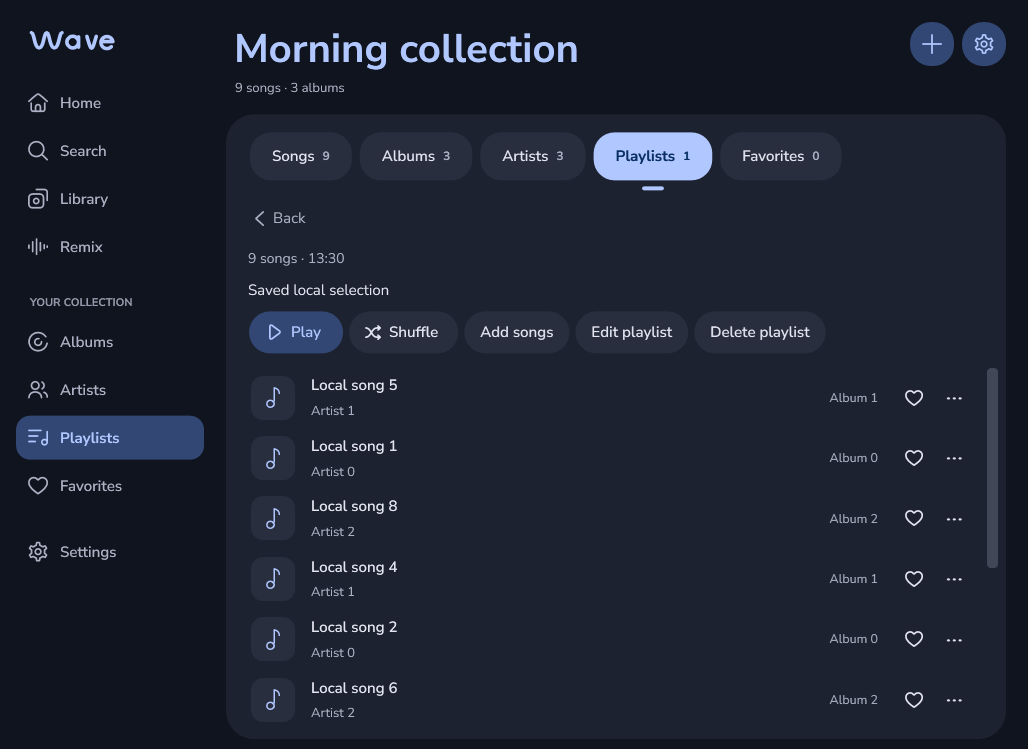 Wave
Home
Search
Library
Remix
YOUR COLLECTION
Albums
Artists
Playlists
Favorites
Settings
Morning collection
9 songs · 3 albums
Songs 9
Albums 3
Artists 3
Playlists 1
Favorites 0
Back
9 songs · 13:30
Saved local selection
Play
Shuffle
Add songs
Edit playlist
Delete playlist
Local song 5
Artist 1
Album 1
Local song 1
Artist 0
Album 0
Local song 8
Artist 2
Album 2
Local song 4
Artist 1
Album 1
Local song 2
Artist 0
Album 0
Local song 6
Artist 2
Album 2